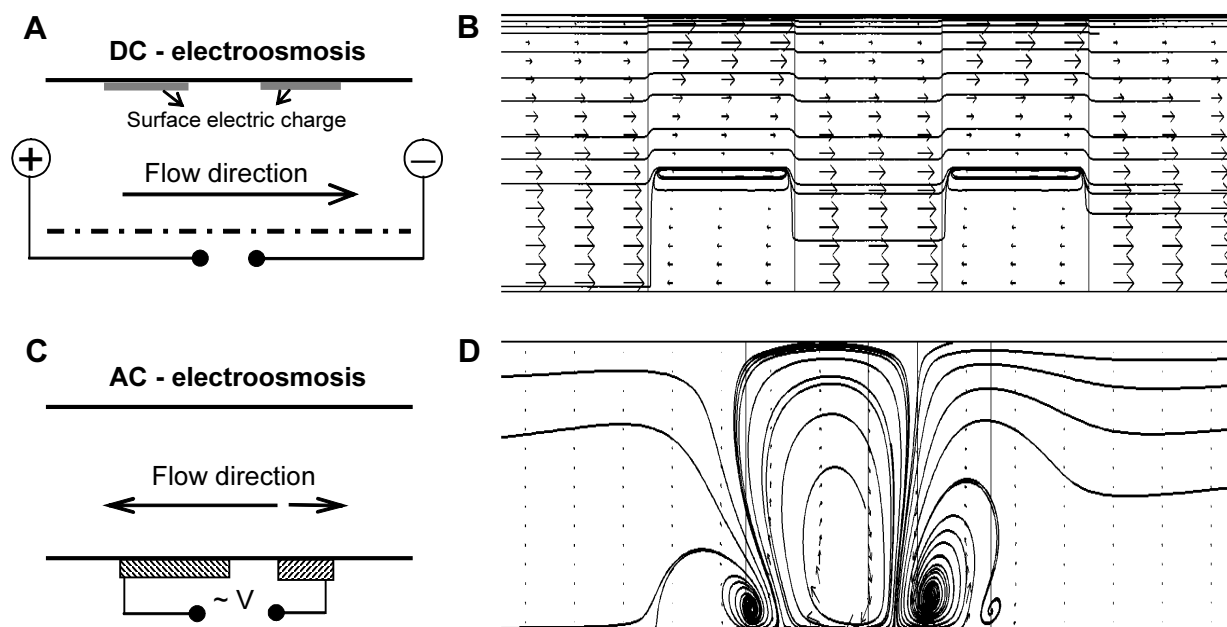 A
DC - electroosmosis
Surface electric charge
+
Flow direction
−
B
C
AC - electroosmosis
Flow direction
~ V
D